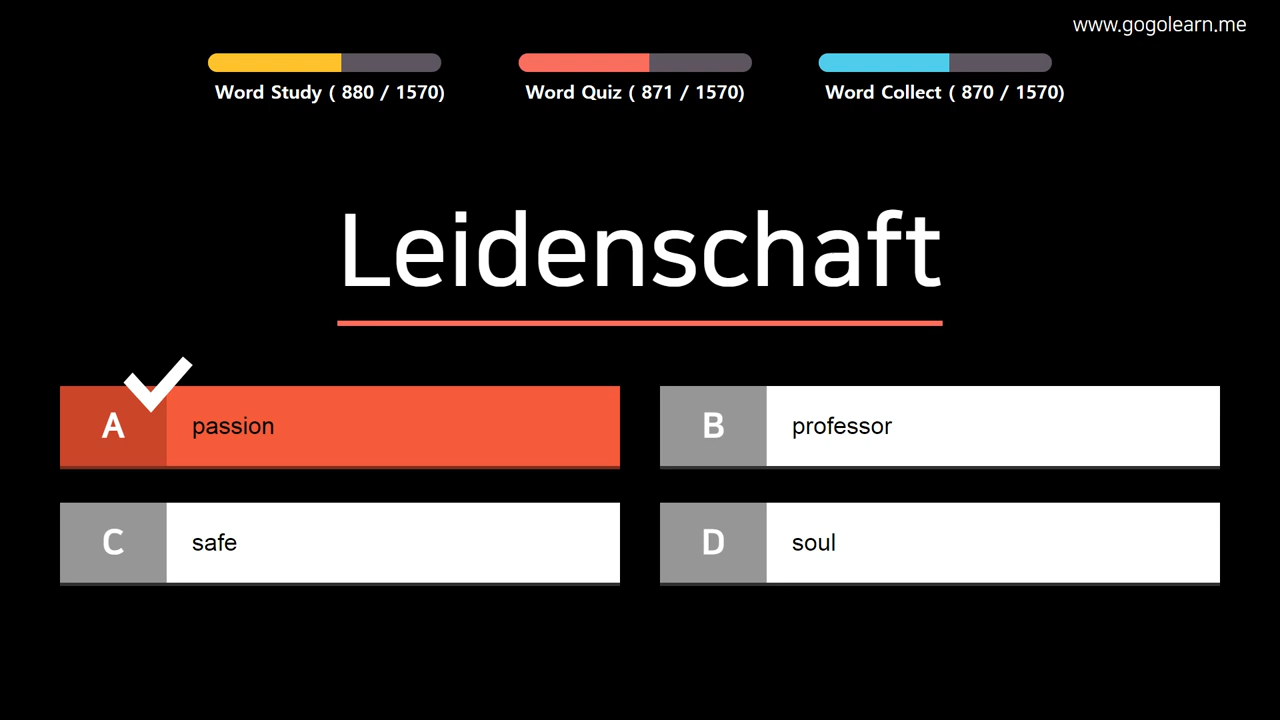 www.gogolearn.me
Word Study ( 880 / 1570)
Word Quiz ( 871 / 1570)
Word Collect ( 870 / 1570)
Leidenschaft
A passion
B professor
C safe
D soul